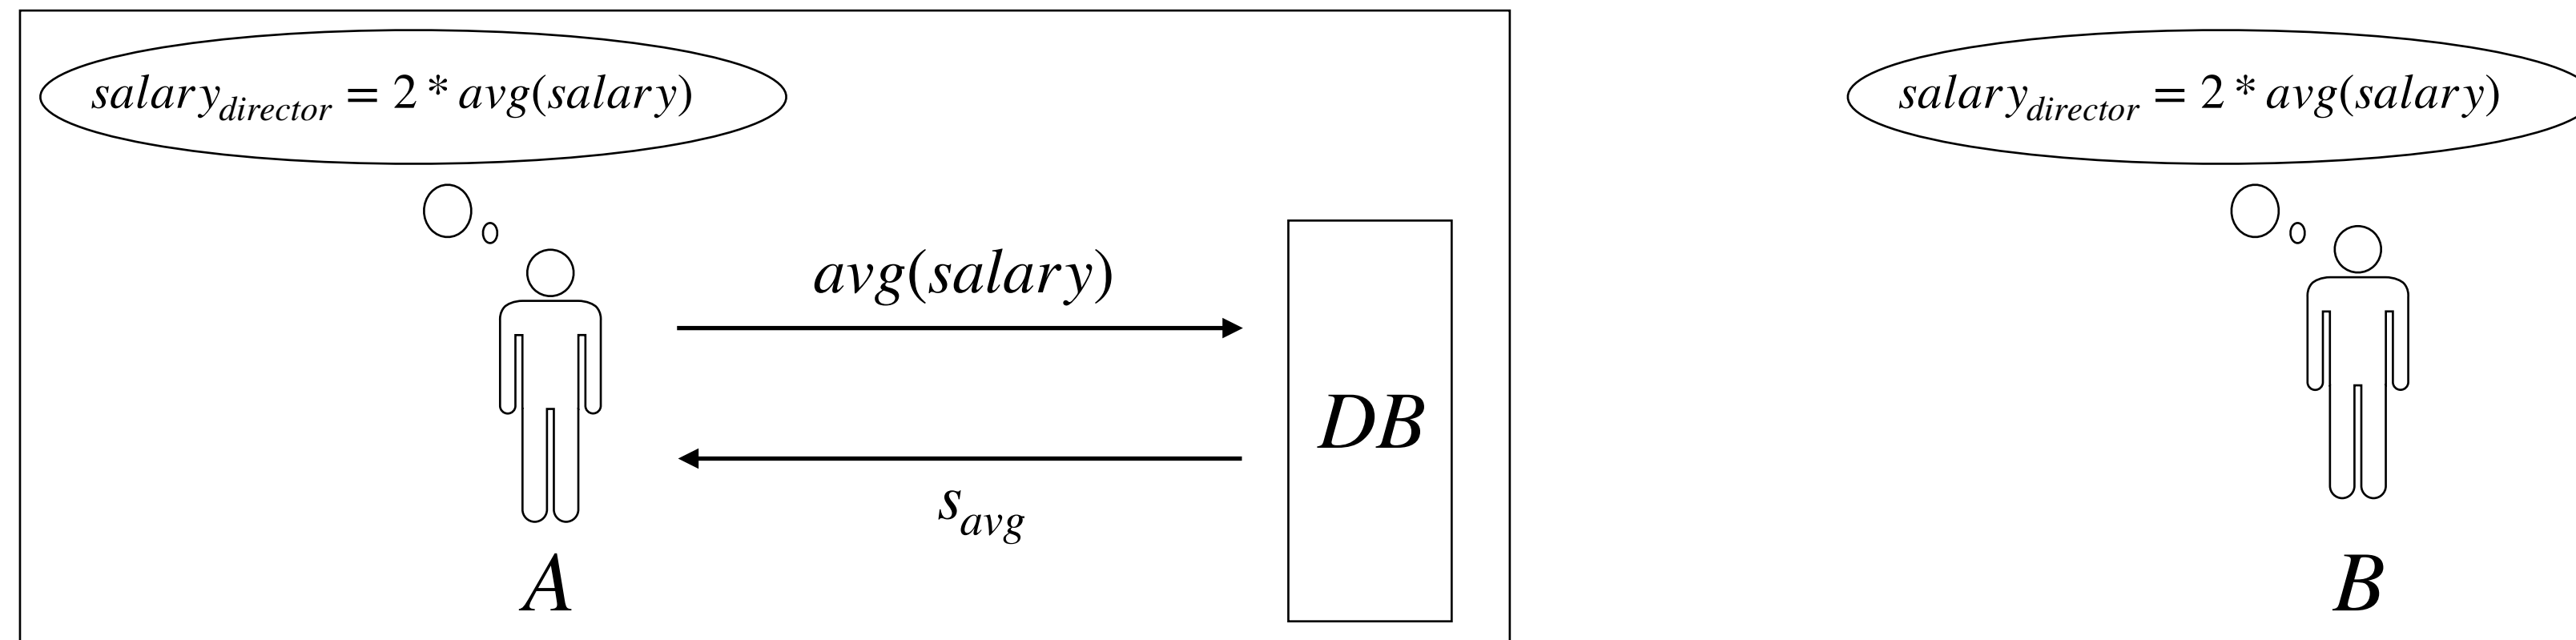 salary_director = 2 * avg(salary)
avg(salary)
DB
s_avg
A
salary_director = 2 * avg(salary)
B